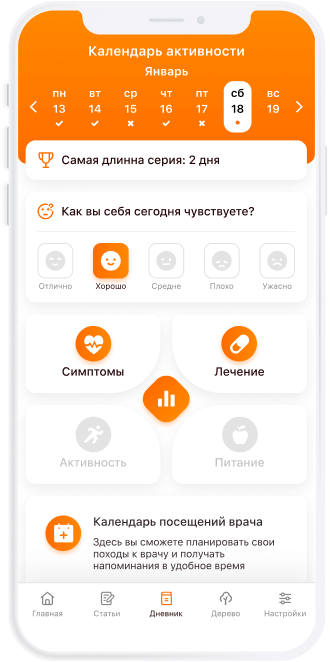 Календарь активности
Январь
пн вт ср чт пт сб вс
13 14 15 16 17 18 19
Самая длинна серия: 2 дня
Как вы себя сегодня чувствуете?
Отлично Хорошо Средне Плохо Ужасно
Симптомы Лечение
Активность Питание
Календарь посещений врача
Здесь вы сможете планировать свои
походы к врачу и получать
напоминания в удобное время
Главная Статьи Дневник Дерево Настройки